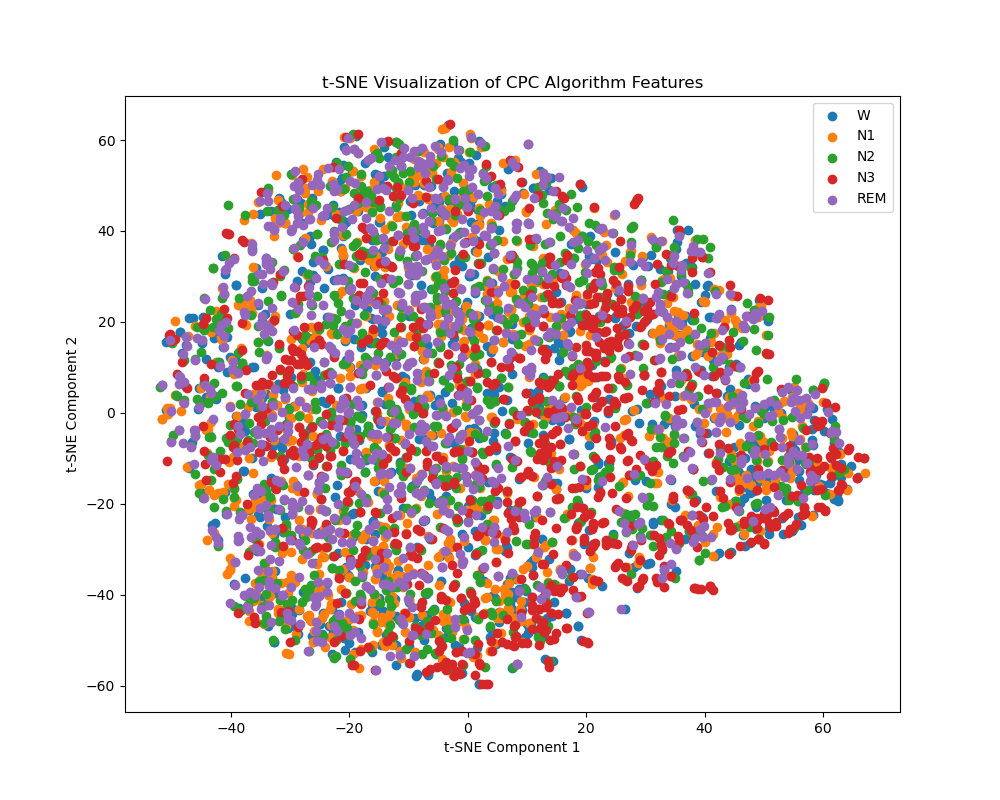 t-SNE Visualization of CPC Algorithm Features
W
N1
N2
N3
REM
60
40
20
0
−20
−40
−60
t-SNE Component 2
−40
−20
0
20
40
60
t-SNE Component 1